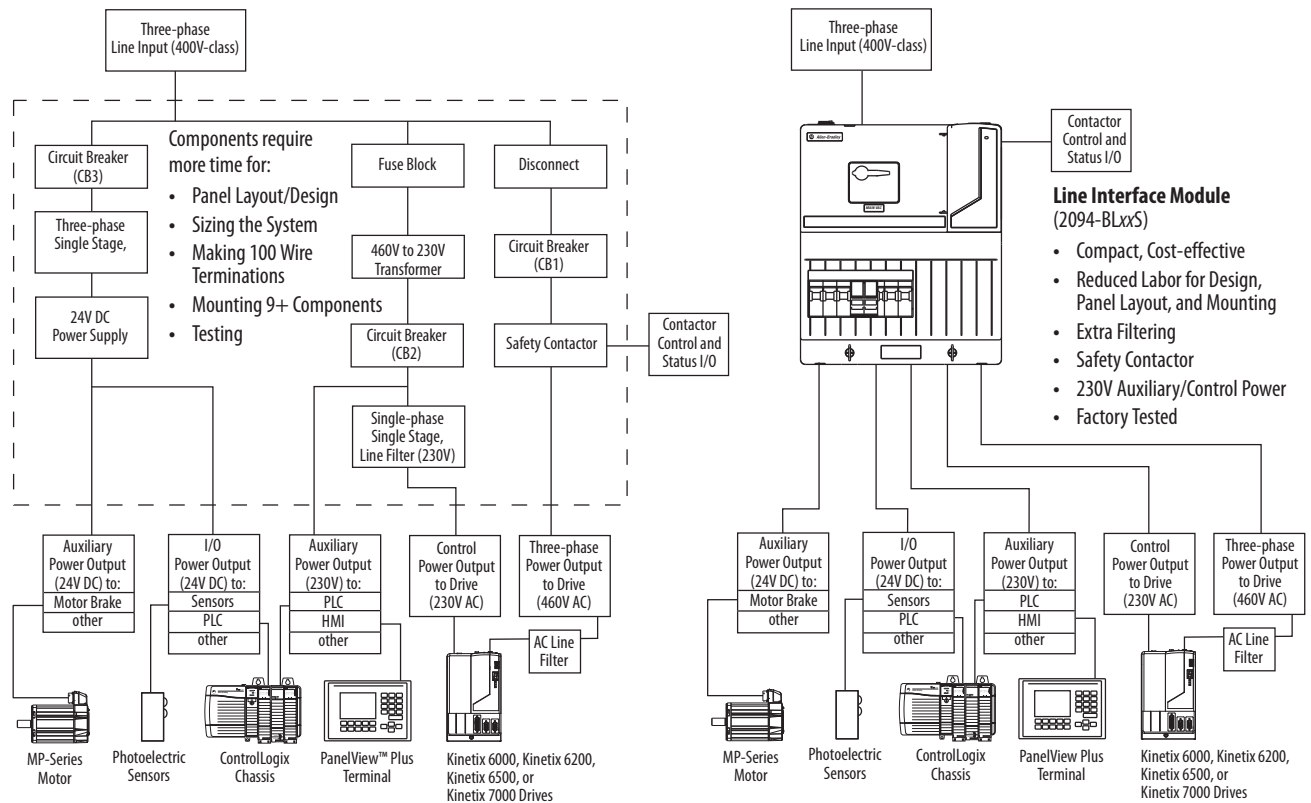 Three-phase
Line Input (400V-class)
Circuit Breaker
(CB3)
Three-phase
Single Stage,
24V DC
Power Supply
Components require
more time for:
• Panel Layout/Design
• Sizing the System
• Making 100 Wire
Terminations
• Mounting 9+ Components
• Testing
Fuse Block
460V to 230V
Transformer
Circuit Breaker
(CB2)
Single-phase
Single Stage,
Line Filter (230V)
Disconnect
Circuit Breaker
(CB1)
Safety Contactor
Contactor
Control and
Status I/O
Auxiliary
Power Output
(24V DC) to:
Motor Brake
other
I/O
Power Output
(24V DC) to:
Sensors
PLC
other
Auxiliary
Power Output
(230V) to:
PLC
HMI
other
Control
Power Output
to Drive
(230V AC)
Three-phase
Power Output
to Drive
(460V AC)
AC Line
Filter
MP-Series
Motor
Photoelectric
Sensors
ControlLogix
Chassis
PanelView™ Plus
Terminal
Kinetix 6000, Kinetix 6200,
Kinetix 6500, or
Kinetix 7000 Drives
Three-phase
Line Input (400V-class)
Allen-Bradley
Contactor
Control and
Status I/O
Line Interface Module
(2094-BLxxS)
• Compact, Cost-effective
• Reduced Labor for Design,
Panel Layout, and Mounting
• Extra Filtering
• Safety Contactor
• 230V Auxiliary/Control Power
• Factory Tested
Auxiliary
Power Output
(24V DC) to:
Motor Brake
other
I/O
Power Output
(24V DC) to:
Sensors
PLC
other
Auxiliary
Power Output
(230V) to:
PLC
HMI
other
Control
Power Output
to Drive
(230V AC)
Three-phase
Power Output
to Drive
(460V AC)
AC Line
Filter
MP-Series
Motor
Photoelectric
Sensors
ControlLogix
Chassis
PanelView Plus
Terminal
Kinetix 6000, Kinetix 6200,
Kinetix 6500, or
Kinetix 7000 Drives